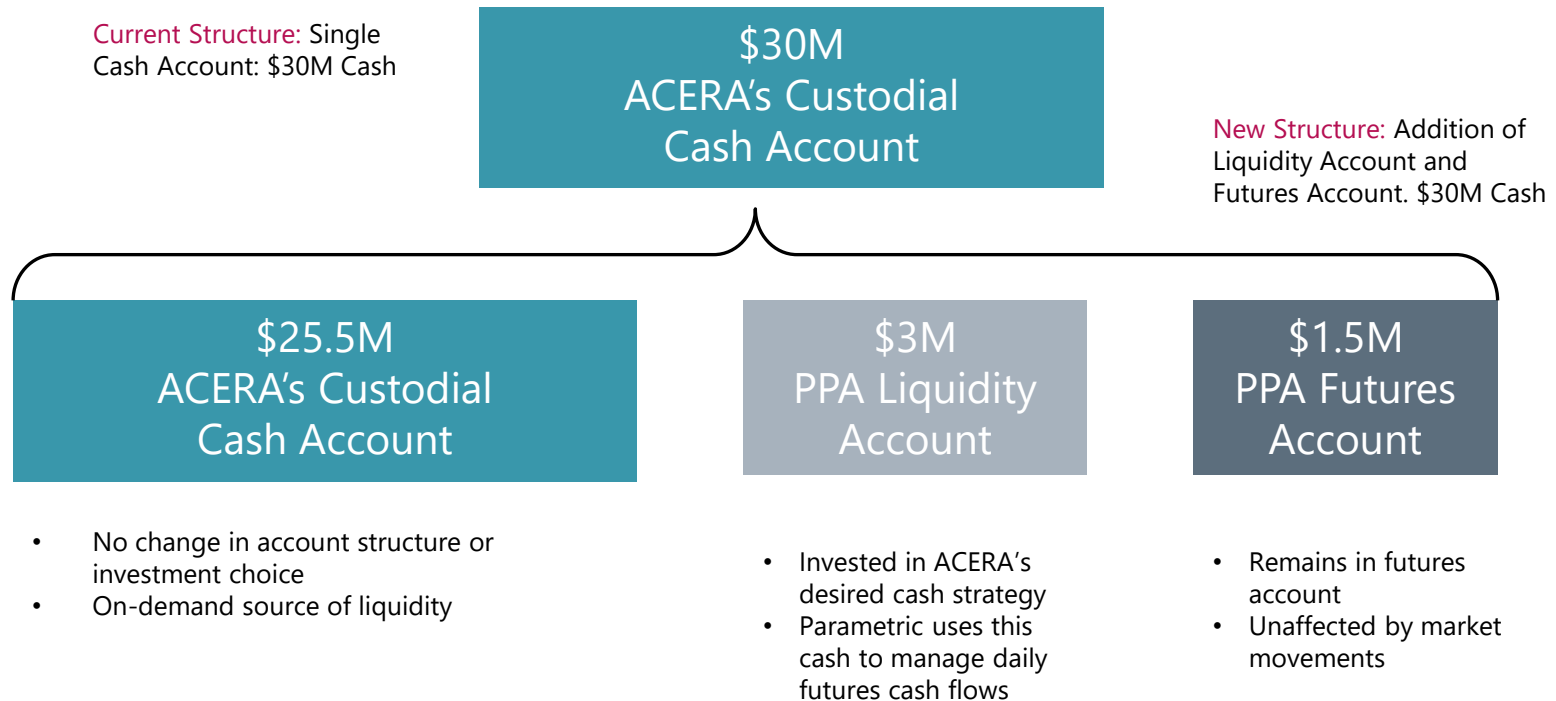 Current Structure: Single
Cash Account: $30M Cash
$30M
ACERA’s Custodial
Cash Account
New Structure: Addition of
Liquidity Account and
Futures Account. $30M Cash
$25.5M
ACERA’s Custodial
Cash Account
$3M
PPA Liquidity
Account
$1.5M
PPA Futures
Account
• No change in account structure or
investment choice
• On-demand source of liquidity
• Invested in ACERA’s
desired cash strategy
• Parametric uses this
cash to manage daily
futures cash flows
• Remains in futures
account
• Unaffected by market
movements